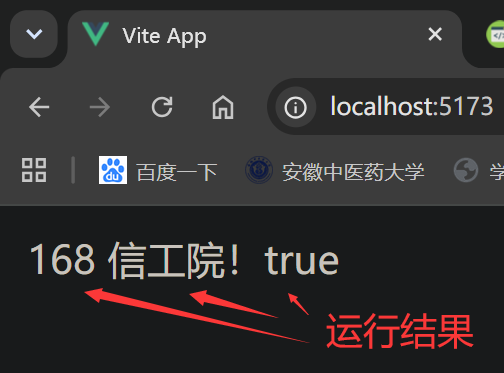 Vite App
localhost:5173
百度一下 安徽中医药大学 学
168 信工院！true
运行结果